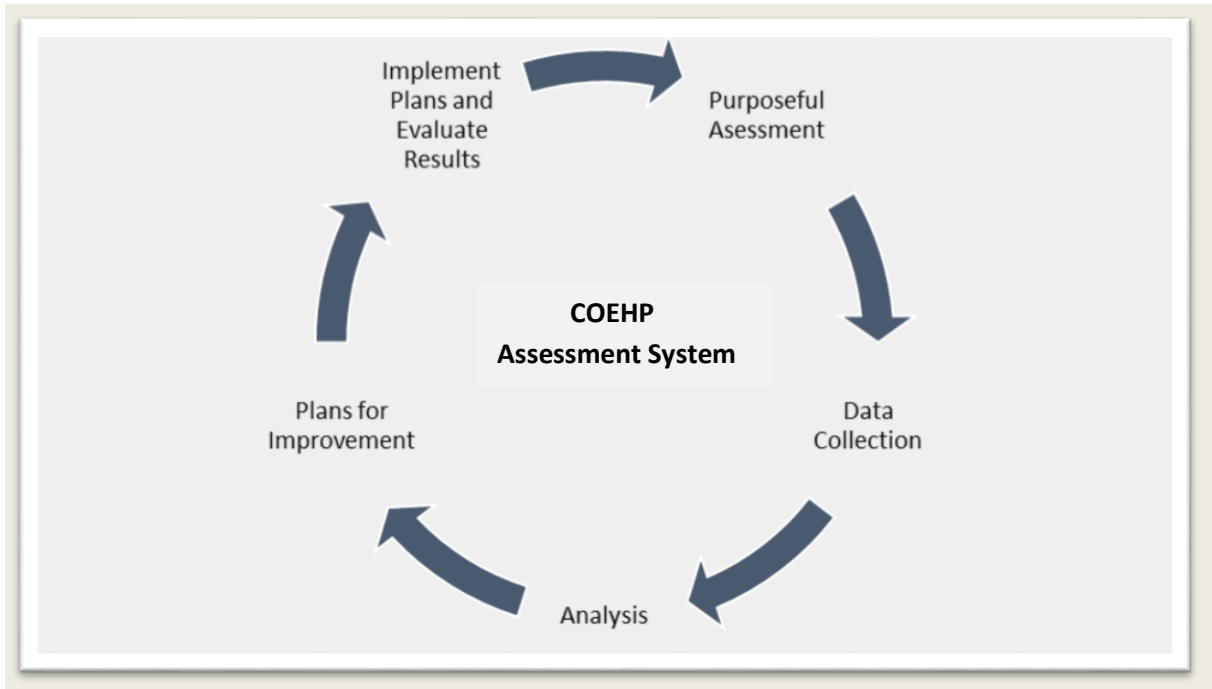 Implement
Plans and
Evaluate
Results
Purposeful
Asessment
COEHP
Assessment System
Data
Collection
Plans for
Improvement
Analysis